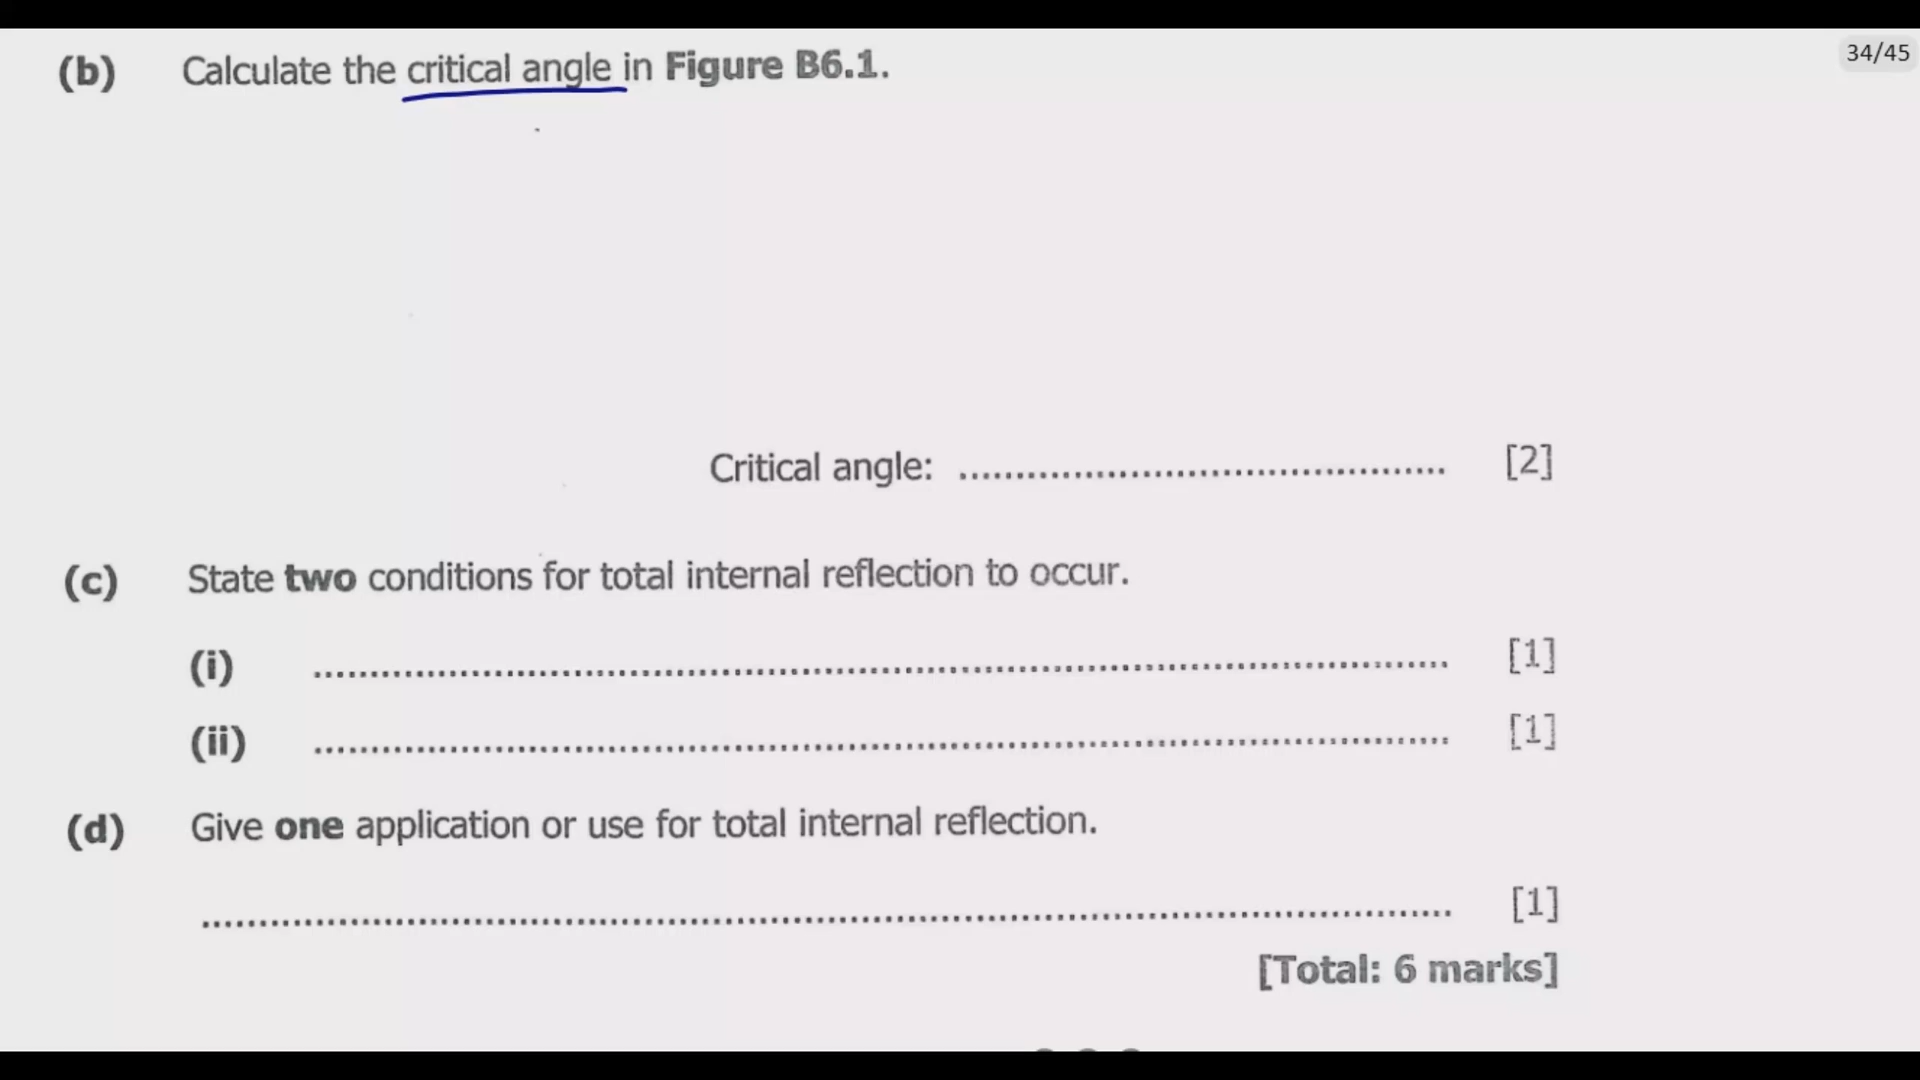 34/45
(b) Calculate the critical angle in Figure B6.1.
Critical angle: .......................................... [2]
(c) State two conditions for total internal reflection to occur.
(i) .................................................................................................... [1]
(ii) .................................................................................................... [1]
(d) Give one application or use for total internal reflection.
.............................................................................................................. [1]
[Total: 6 marks]